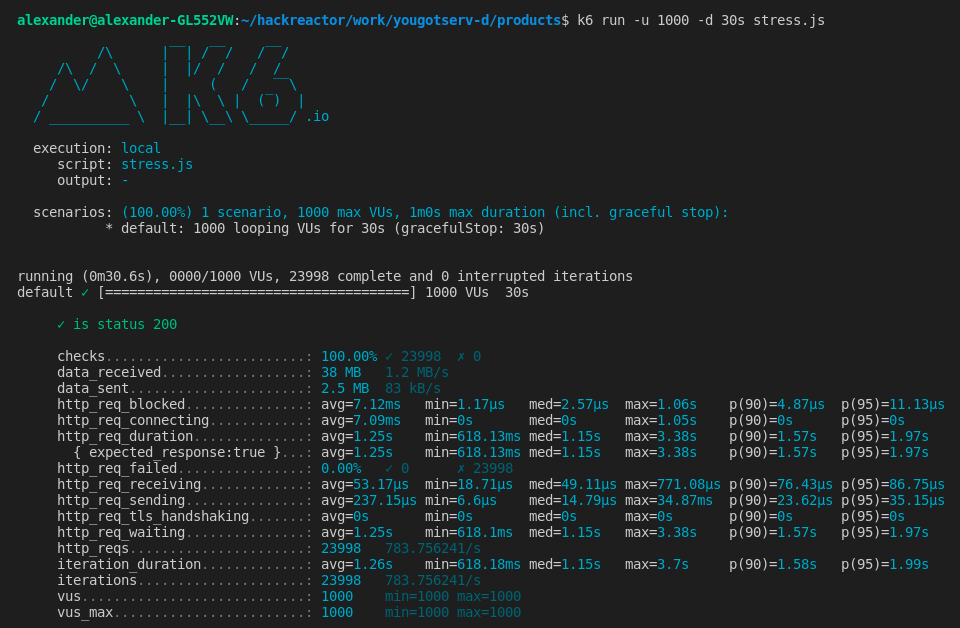 alexander@alexander-GL552VW:~/hackreactor/work/yougotserv-d/products$ k6 run -u 1000 -d 30s stress.js
.io
execution: local
script: stress.js
output: -
scenarios: (100.00%) 1 scenario, 1000 max VUs, 1m0s max duration (incl. graceful stop):
* default: 1000 looping VUs for 30s (gracefulStop: 30s)
running (0m30.6s), 0000/1000 VUs, 23998 complete and 0 interrupted iterations
default ✓ [======================================] 1000 VUs  30s
✓ is status 200
checks.........................: 100.00% ✓ 23998  ✗ 0
data_received..................: 38 MB   1.2 MB/s
data_sent......................: 2.5 MB  83 kB/s
http_req_blocked...............: avg=7.12ms   min=1.17µs   med=2.57µs  max=1.06s    p(90)=4.87µs  p(95)=11.13µs
http_req_connecting............: avg=7.09ms   min=0s       med=0s      max=1.05s    p(90)=0s      p(95)=0s
http_req_duration..............: avg=1.25s    min=618.13ms med=1.15s   max=3.38s    p(90)=1.57s   p(95)=1.97s
{ expected_response:true }...: avg=1.25s    min=618.13ms med=1.15s   max=3.38s    p(90)=1.57s   p(95)=1.97s
http_req_failed................: 0.00%   ✓ 0      ✗ 23998
http_req_receiving.............: avg=53.17µs  min=18.71µs  med=49.11µs max=771.08µs p(90)=76.43µs p(95)=86.75µs
http_req_sending...............: avg=237.15µs min=6.6µs    med=14.79µs max=34.87ms  p(90)=23.62µs p(95)=35.15µs
http_req_tls_handshaking.......: avg=0s       min=0s       med=0s      max=0s       p(90)=0s      p(95)=0s
http_req_waiting...............: avg=1.25s    min=618.1ms  med=1.15s   max=3.38s    p(90)=1.57s   p(95)=1.97s
http_reqs......................: 23998   783.756241/s
iteration_duration.............: avg=1.26s    min=618.18ms med=1.15s   max=3.7s     p(90)=1.58s   p(95)=1.99s
iterations.....................: 23998   783.756241/s
vus............................: 1000    min=1000 max=1000
vus_max........................: 1000    min=1000 max=1000